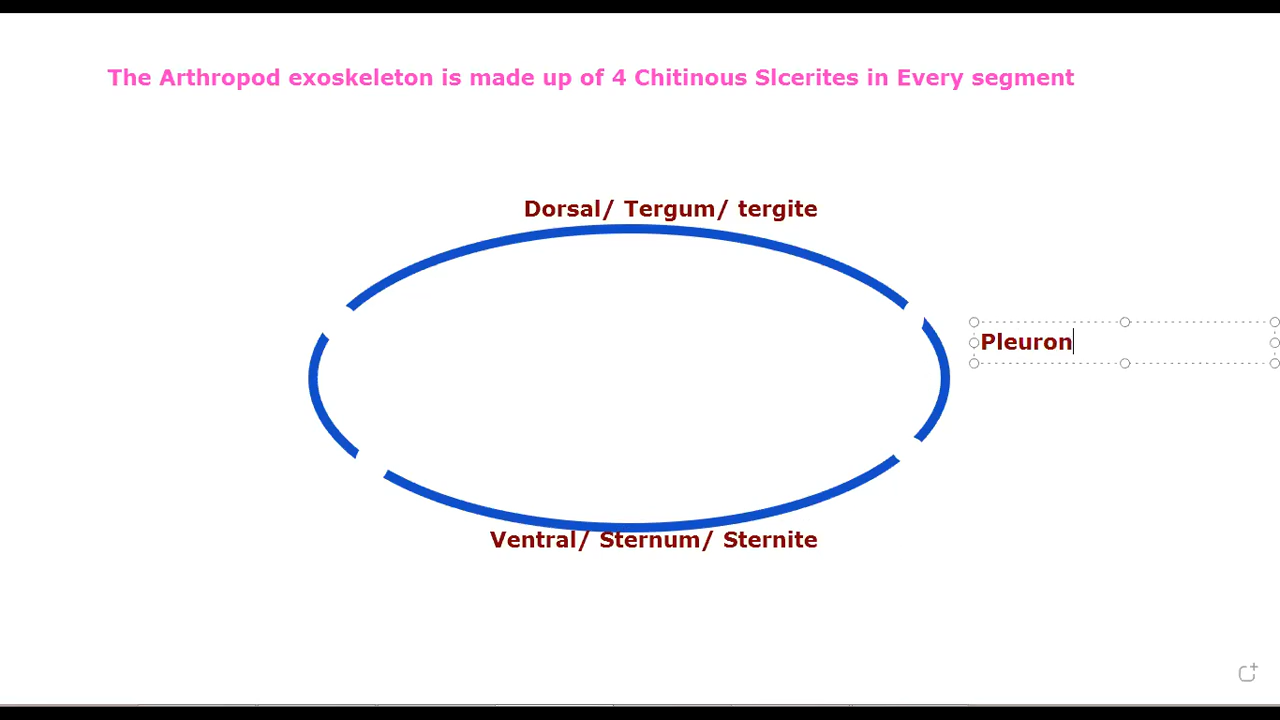 The Arthropod exoskeleton is made up of 4 Chitinous Slcerites in Every segment
Dorsal/ Tergum/ tergite
Pleuron
Ventral/ Sternum/ Sternite